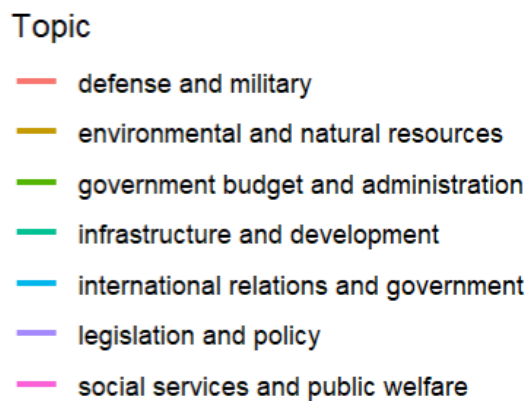 Topic
defense and military
environmental and natural resources
government budget and administration
infrastructure and development
international relations and government
legislation and policy
social services and public welfare